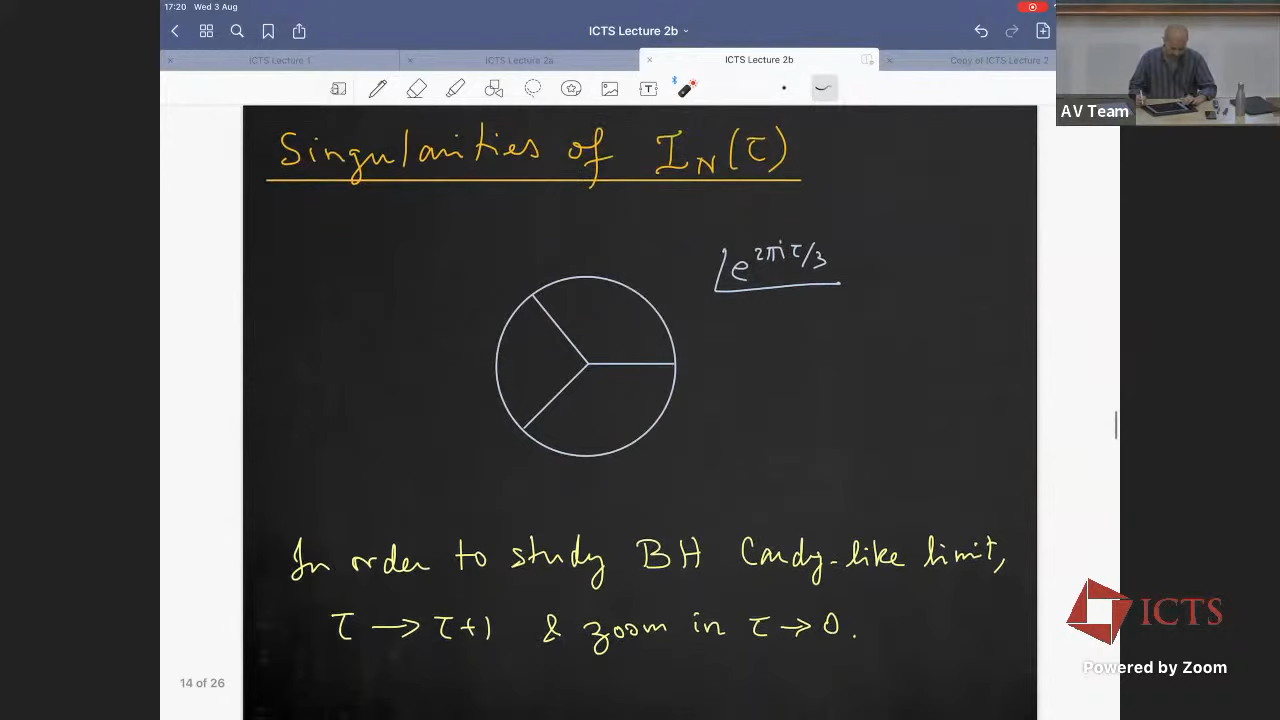 17:20 Wed 3 Aug
ICTS Lecture 2b
ICTS Lecture 1
ICTS Lecture 2a
ICTS Lecture 2b
Copy of ICTS Lecture 2
AV Team
Singularities of I_N(τ)
e^{2πiτ/3}
In order to study BH Cardy-like limit,
τ → τ+1 & zoom in τ → 0.
14 of 26
ICTS
Powered by Zoom